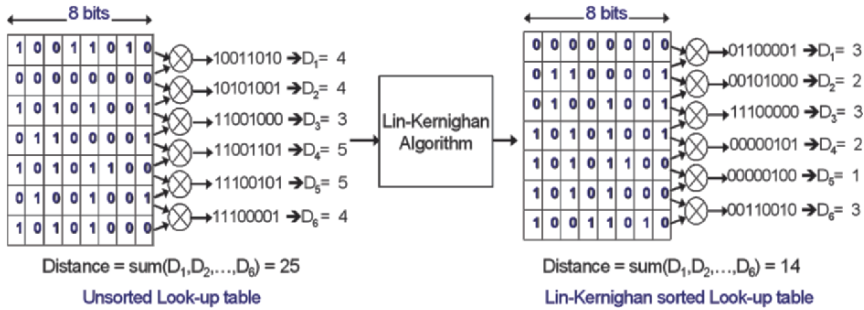 8 bits
1 0 0 1 1 0 1 0 10011010 ➔D₁= 4
0 0 0 0 0 0 0 0 10101001 ➔D₂= 4
1 0 1 0 1 0 0 1 11001000 ➔D₃= 3
0 1 1 0 0 0 0 1 11001101 ➔D₄= 5
1 0 1 0 1 1 0 0 11100101 ➔D₅= 5
0 1 0 0 1 0 0 1 11100001 ➔D₆= 4
1 0 1 0 1 0 0 0
Distance = sum(D₁,D₂,...,D₆) = 25
Unsorted Look-up table
Lin-Kernighan
Algorithm
8 bits
0 0 0 0 0 0 0 0 01100001 ➔D₁= 3
0 1 1 0 0 0 0 1 00101000 ➔D₂= 2
0 1 0 0 1 0 0 1 11100000 ➔D₃= 3
1 0 1 0 1 0 0 1 00000101 ➔D₄= 2
1 0 1 0 1 1 0 0 00000100 ➔D₅= 1
1 0 1 0 1 0 0 0 00110010 ➔D₆= 3
1 0 0 1 1 0 1 0
Distance = sum(D₁,D₂,...,D₆) = 14
Lin-Kernighan sorted Look-up table